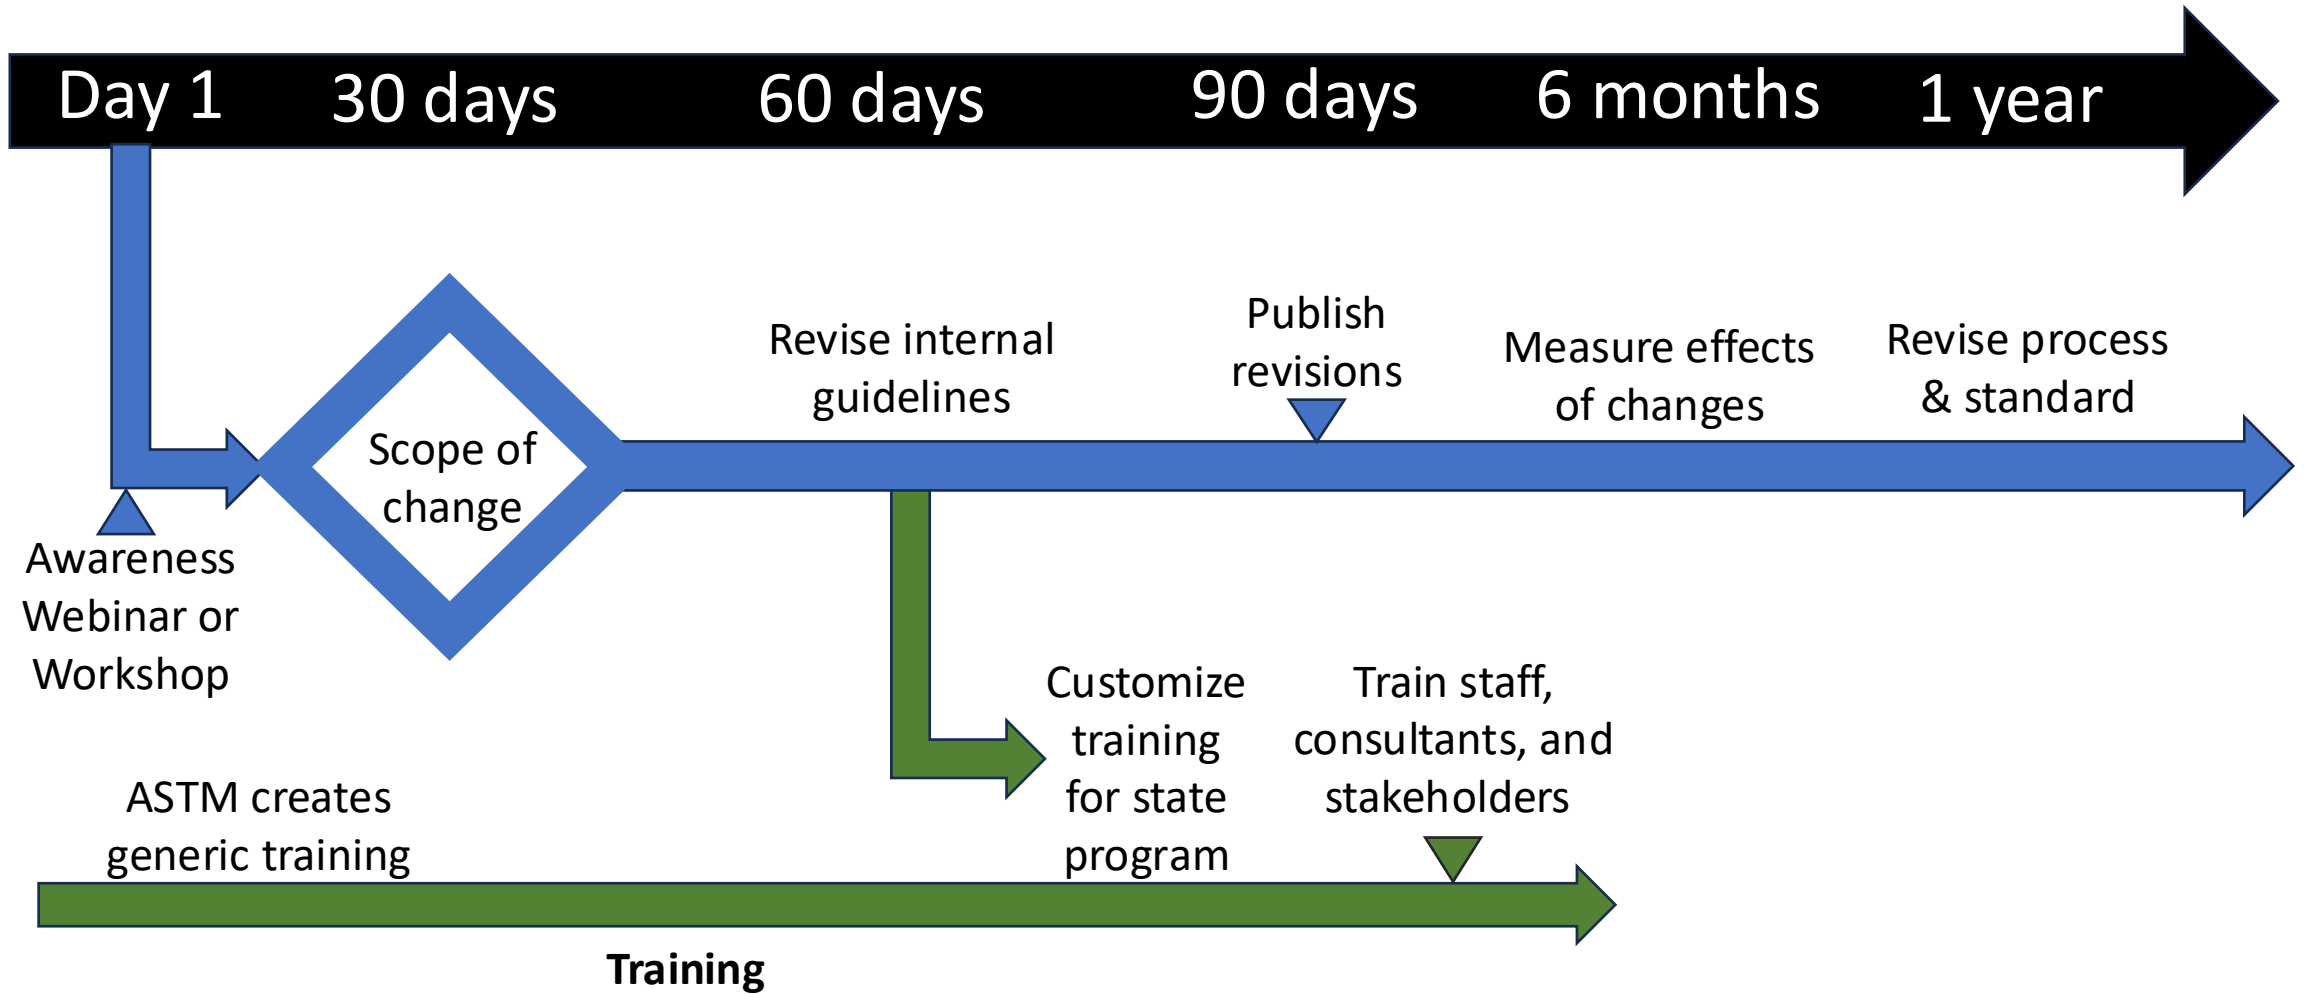 Day 1
30 days
60 days
90 days
6 months
1 year
Scope of
change
Revise internal
guidelines
Publish
revisions
Measure effects
of changes
Revise process
& standard
Awareness
Webinar or
Workshop
Customize
training
for state
program
Train staff,
consultants, and
stakeholders
ASTM creates
generic training
Training